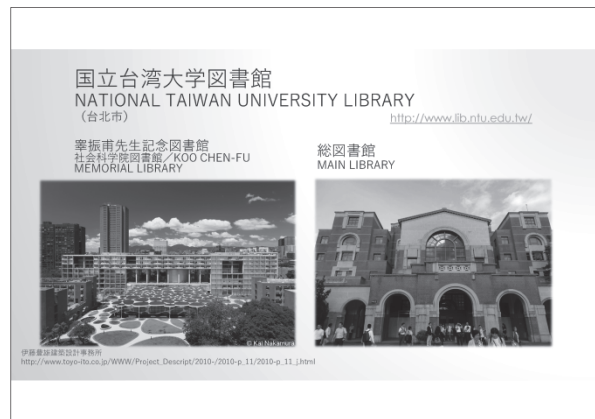 国立台湾大学図書館
NATIONAL TAIWAN UNIVERSITY LIBRARY
（台北市）
http://www.lib.ntu.edu.tw/
辜振甫先生記念図書館
社会科学院図書館／KOO CHEN-FU
MEMORIAL LIBRARY
総図書館
MAIN LIBRARY
© Kai Nakamura
伊藤豊雄建築設計事務所
http://www.toyo-ito.co.jp/WWW/Project_Descript/2010-/2010-p_11/2010-p_11_j.html